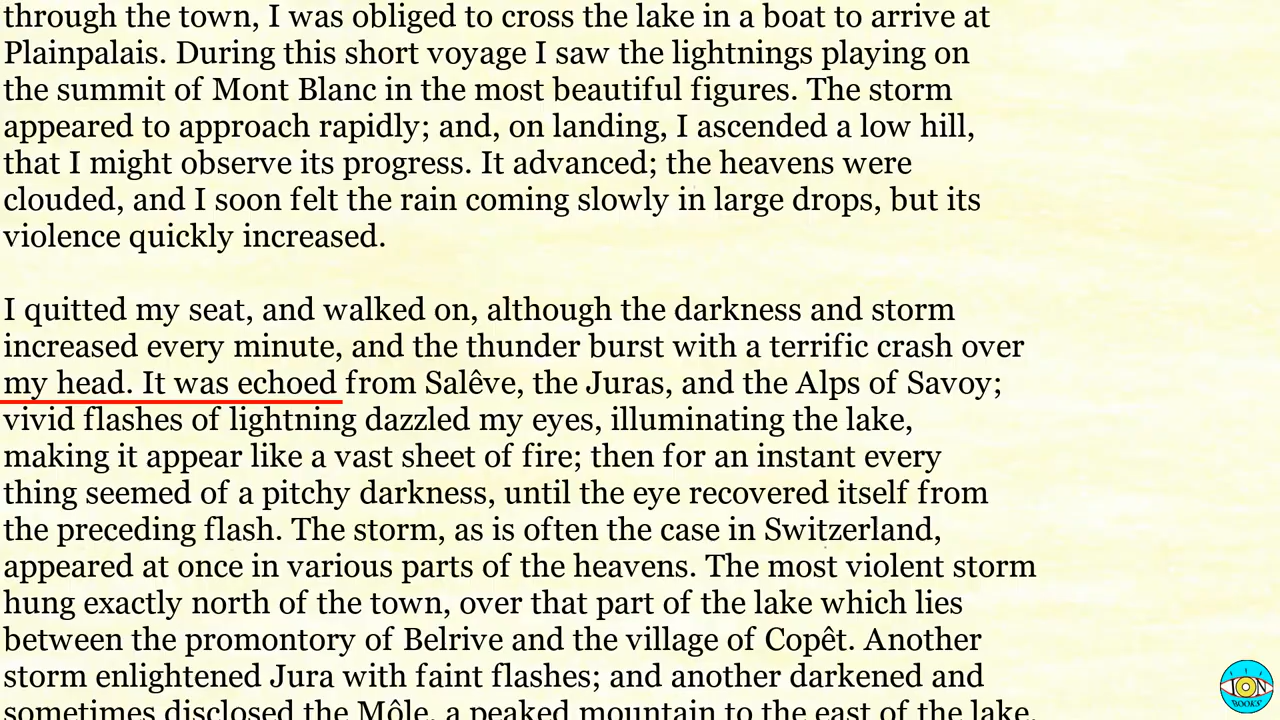 through the town, I was obliged to cross the lake in a boat to arrive at
Plainpalais. During this short voyage I saw the lightnings playing on
the summit of Mont Blanc in the most beautiful figures. The storm
appeared to approach rapidly; and, on landing, I ascended a low hill,
that I might observe its progress. It advanced; the heavens were
clouded, and I soon felt the rain coming slowly in large drops, but its
violence quickly increased.
I quitted my seat, and walked on, although the darkness and storm
increased every minute, and the thunder burst with a terrific crash over
my head. It was echoed from Salêve, the Juras, and the Alps of Savoy;
vivid flashes of lightning dazzled my eyes, illuminating the lake,
making it appear like a vast sheet of fire; then for an instant every
thing seemed of a pitchy darkness, until the eye recovered itself from
the preceding flash. The storm, as is often the case in Switzerland,
appeared at once in various parts of the heavens. The most violent storm
hung exactly north of the town, over that part of the lake which lies
between the promontory of Belrive and the village of Copêt. Another
storm enlightened Jura with faint flashes; and another darkened and
sometimes disclosed the Môle, a peaked mountain to the east of the lake.
ION
BOOKS